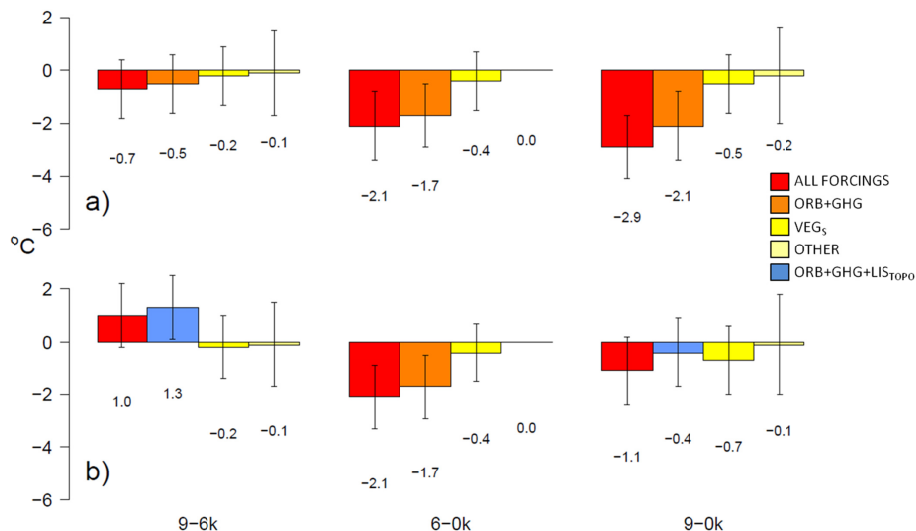 2
0
−2
−4
−6
−0.7 −0.5 −0.2 −0.1
−2.1 −1.7 −0.4 0.0
−2.9 −2.1 −0.5 −0.2
a)
°C
ALL FORCINGS
ORB+GHG
VEGS
OTHER
ORB+GHG+LISTOPO
2
0
−2
−4
−6
1.0 1.3 −0.2 −0.1
−2.1 −1.7 −0.4 0.0
−1.1 −0.4 −0.7 −0.1
b)
9−6k 6−0k 9−0k